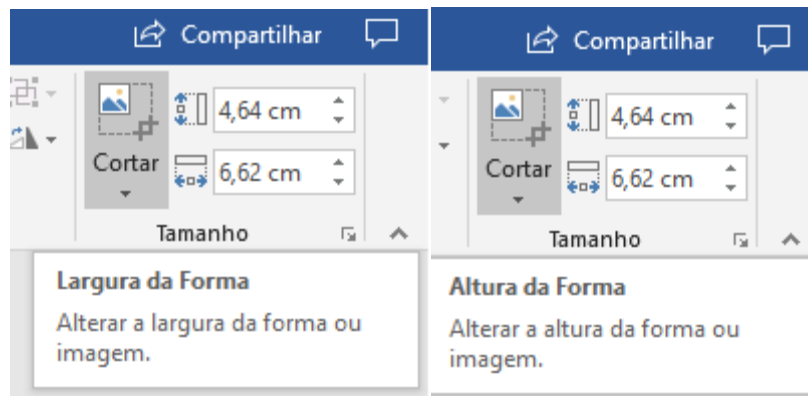 Compartilhar
4,64 cm
Cortar
6,62 cm
Tamanho
Largura da Forma
Alterar a largura da forma ou
imagem.
Compartilhar
4,64 cm
Cortar
6,62 cm
Tamanho
Altura da Forma
Alterar a altura da forma ou
imagem.